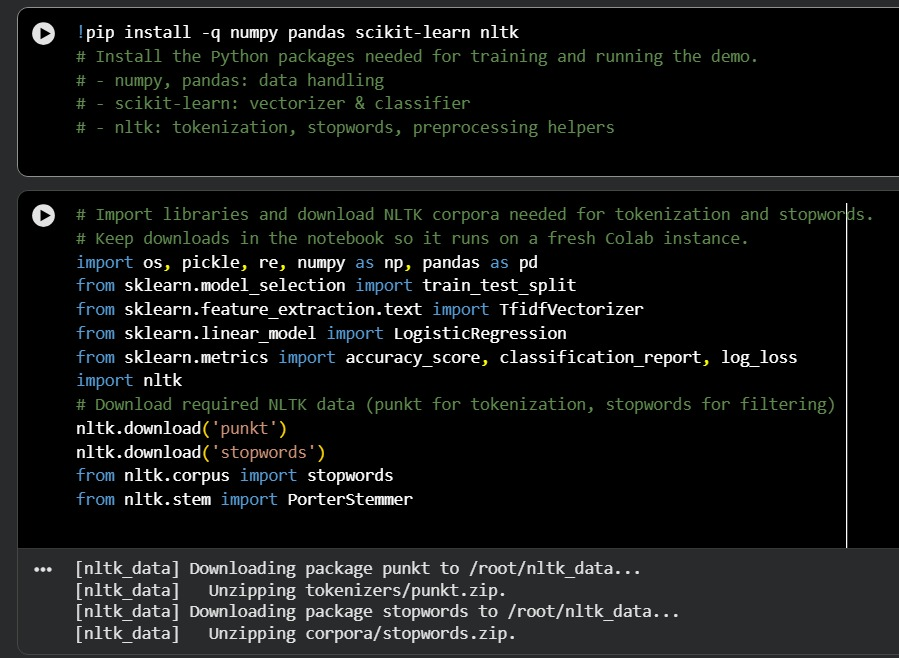 !pip install -q numpy pandas scikit-learn nltk
# Install the Python packages needed for training and running the demo.
# - numpy, pandas: data handling
# - scikit-learn: vectorizer & classifier
# - nltk: tokenization, stopwords, preprocessing helpers
# Import libraries and download NLTK corpora needed for tokenization and stopwords.
# Keep downloads in the notebook so it runs on a fresh Colab instance.
import os, pickle, re, numpy as np, pandas as pd
from sklearn.model_selection import train_test_split
from sklearn.feature_extraction.text import TfidfVectorizer
from sklearn.linear_model import LogisticRegression
from sklearn.metrics import accuracy_score, classification_report, log_loss
import nltk
# Download required NLTK data (punkt for tokenization, stopwords for filtering)
nltk.download('punkt')
nltk.download('stopwords')
from nltk.corpus import stopwords
from nltk.stem import PorterStemmer
[nltk_data] Downloading package punkt to /root/nltk_data...
[nltk_data]   Unzipping tokenizers/punkt.zip.
[nltk_data] Downloading package stopwords to /root/nltk_data...
[nltk_data]   Unzipping corpora/stopwords.zip.